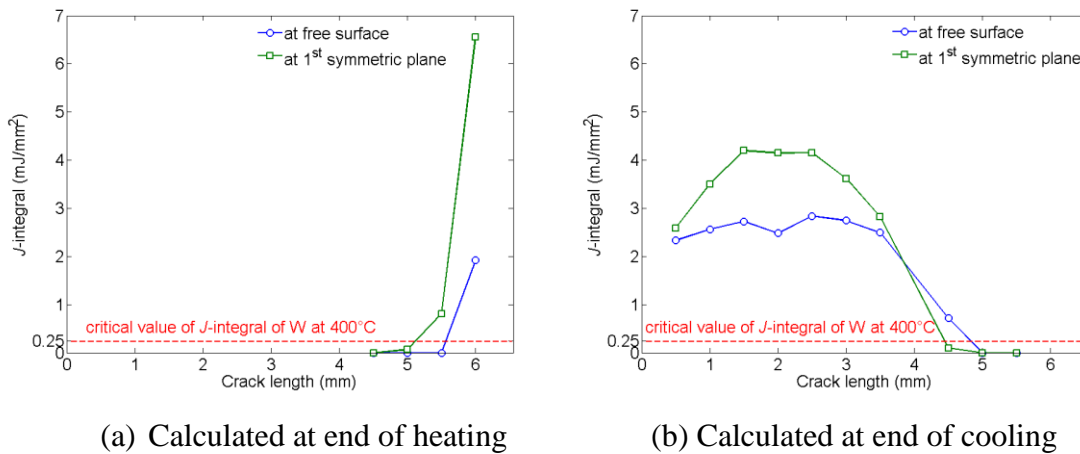 7
6
5
4
3
2
1
0.25
0
J-integral (mJ/mm²)
at free surface
at 1st symmetric plane
critical value of J-integral of W at 400°C
0 1 2 3 4 5 6
Crack length (mm)
(a) Calculated at end of heating
7
6
5
4
3
2
1
0.25
0
J-integral (mJ/mm²)
at free surface
at 1st symmetric plane
critical value of J-integral of W at 400°C
0 1 2 3 4 5 6
Crack length (mm)
(b) Calculated at end of cooling